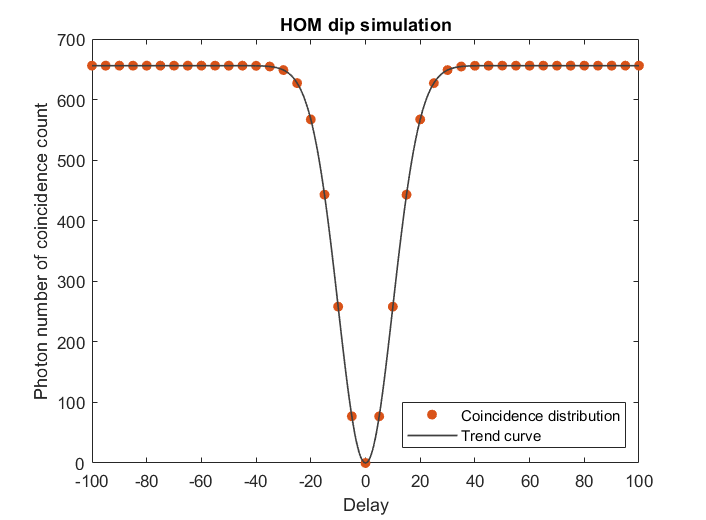 HOM dip simulation
Photon number of coincidence count
700
600
500
400
300
200
100
0
-100 -80 -60 -40 -20 0 20 40 60 80 100
Delay
Coincidence distribution
Trend curve